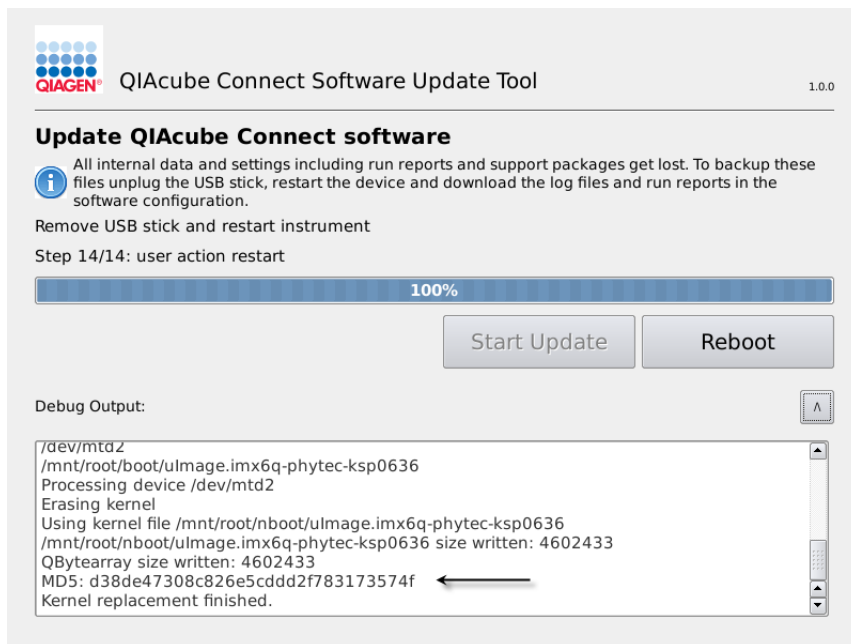 QIAGEN®
QIAcube Connect Software Update Tool
1.0.0
Update QIAcube Connect software
i
All internal data and settings including run reports and support packages get lost. To backup these
files unplug the USB stick, restart the device and download the log files and run reports in the
software configuration.
Remove USB stick and restart instrument
Step 14/14: user action restart
100%
Start Update
Reboot
Debug Output:
/\
/dev/mtd2
/mnt/root/boot/uImage.imx6q-phytec-ksp0636
Processing device /dev/mtd2
Erasing kernel
Using kernel file /mnt/root/nboot/uImage.imx6q-phytec-ksp0636
/mnt/root/nboot/uImage.imx6q-phytec-ksp0636 size written: 4602433
QBytearray size written: 4602433
MD5: d38de47308c826e5cddd2f783173574f
Kernel replacement finished.